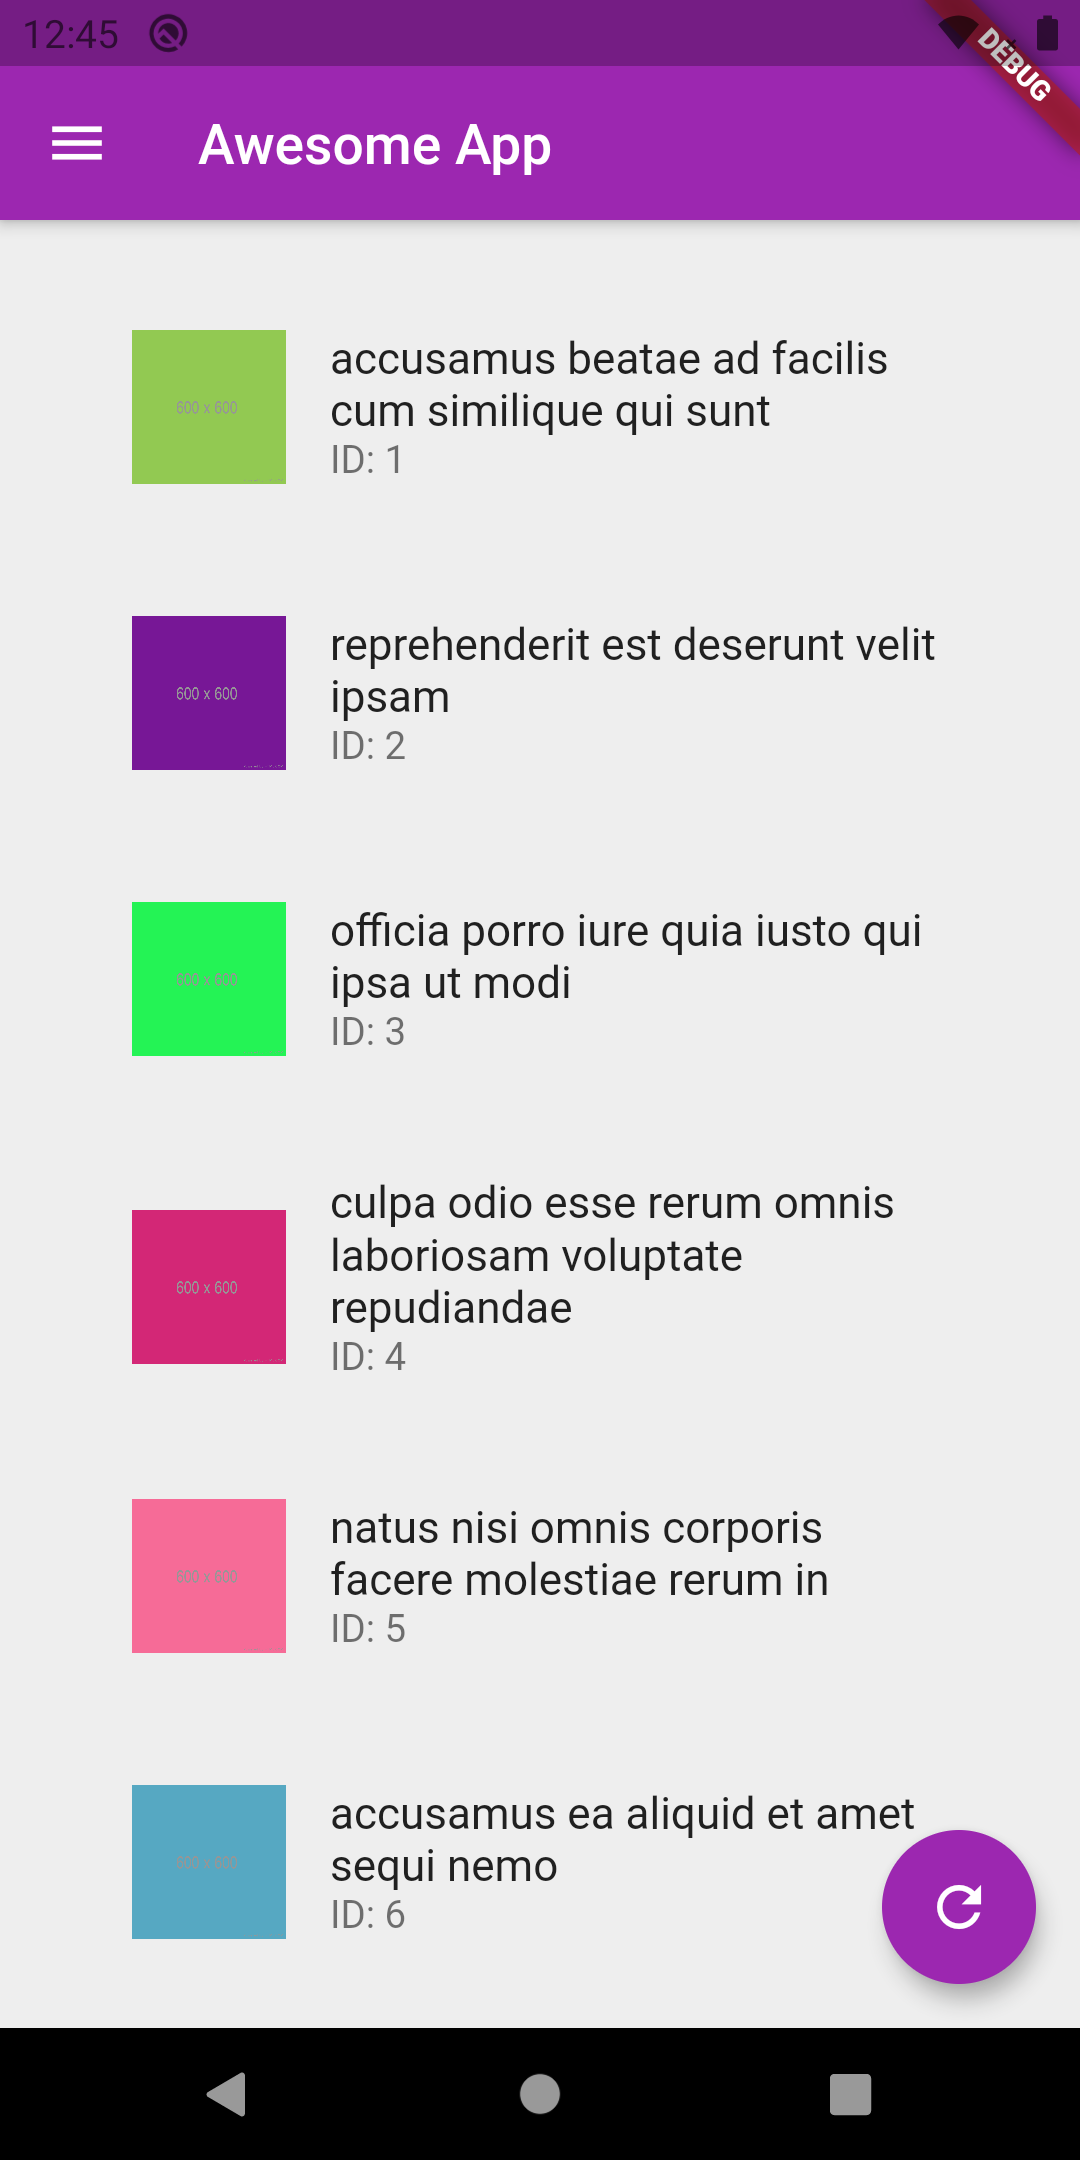 12:45
DEBUG
Awesome App
600 x 600
accusamus beatae ad facilis
cum similique qui sunt
ID: 1
600 x 600
reprehenderit est deserunt velit
ipsam
ID: 2
600 x 600
officia porro iure quia iusto qui
ipsa ut modi
ID: 3
600 x 600
culpa odio esse rerum omnis
laboriosam voluptate
repudiandae
ID: 4
600 x 600
natus nisi omnis corporis
facere molestiae rerum in
ID: 5
600 x 600
accusamus ea aliquid et amet
sequi nemo
ID: 6